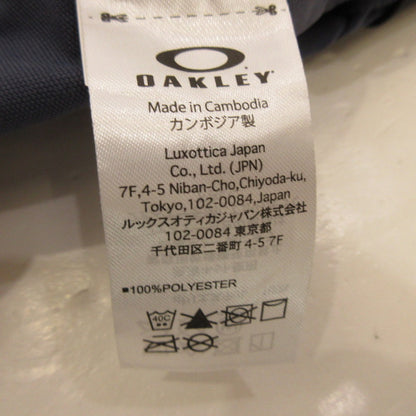 OAKLEY
Made in Cambodia
カンボジア製
Luxottica Japan
Co., Ltd. (JPN)
7F,4-5 Niban-Cho,Chiyoda-ku,
Tokyo,102-0084,Japan
ルックスオティカジャパン株式会社
102-0084 東京都
千代田区二番町 4-5 7F
■100%POLYESTER
40C